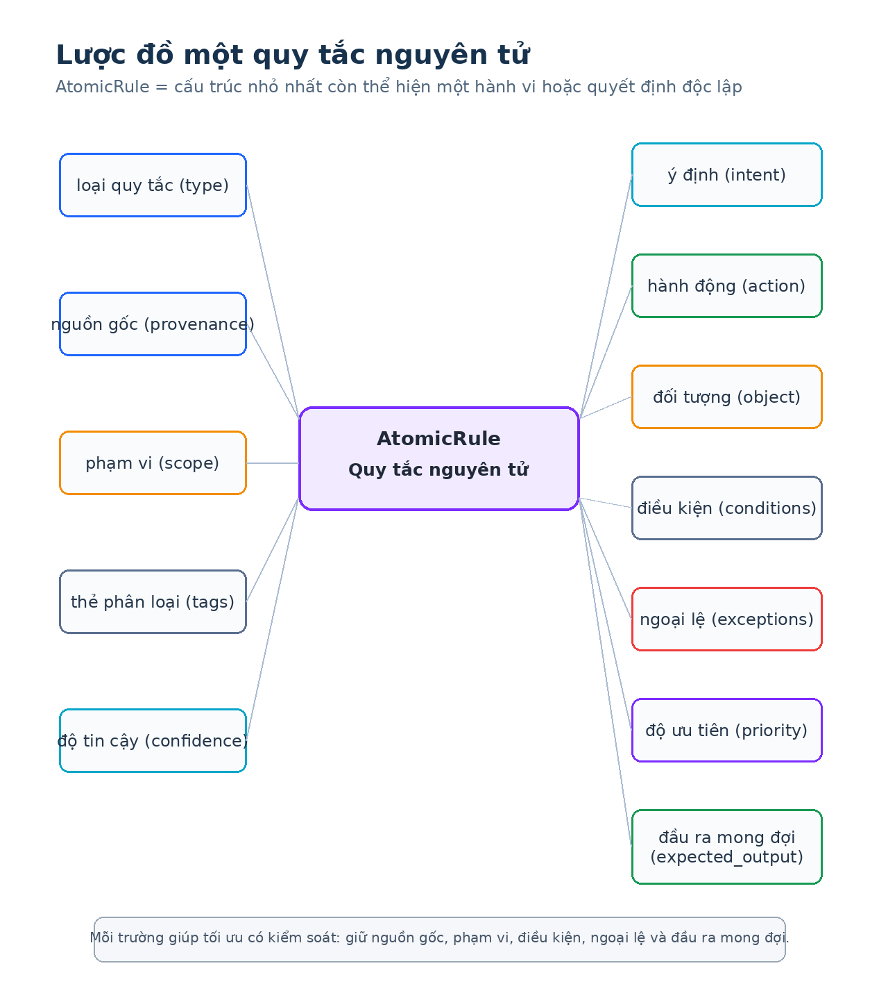 Lược đồ một quy tắc nguyên tử
AtomicRule = cấu trúc nhỏ nhất còn thể hiện một hành vi hoặc quyết định độc lập
loại quy tắc (type)
nguồn gốc (provenance)
phạm vi (scope)
thẻ phân loại (tags)
độ tin cậy (confidence)
AtomicRule
Quy tắc nguyên tử
ý định (intent)
hành động (action)
đối tượng (object)
điều kiện (conditions)
ngoại lệ (exceptions)
độ ưu tiên (priority)
đầu ra mong đợi
(expected_output)
Mỗi trường giúp tối ưu có kiểm soát: giữ nguồn gốc, phạm vi, điều kiện, ngoại lệ và đầu ra mong đợi.